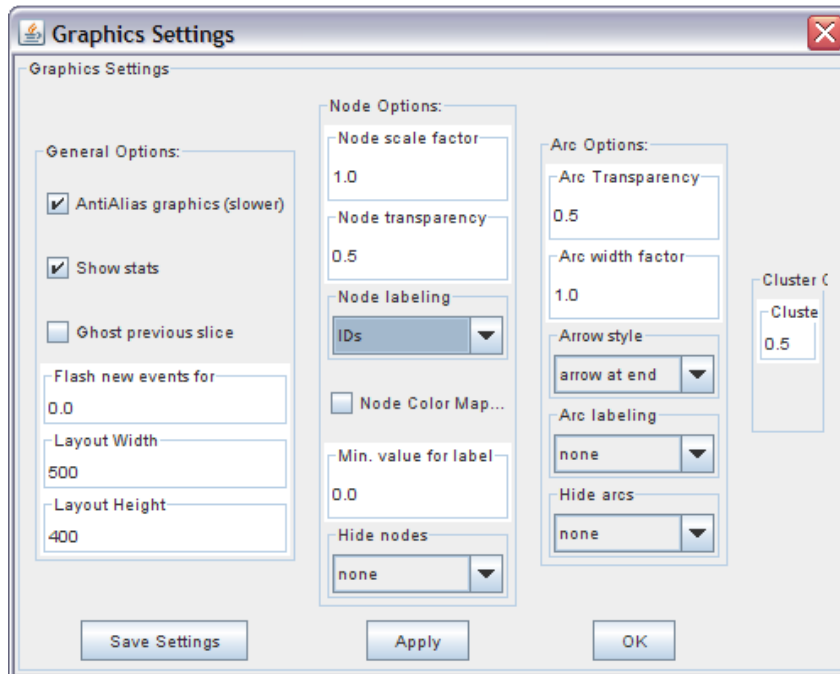 Graphics Settings
Graphics Settings
General Options:
AntiAlias graphics (slower)
Show stats
Ghost previous slice
Flash new events for
0.0
Layout Width
500
Layout Height
400
Node Options:
Node scale factor
1.0
Node transparency
0.5
Node labeling
IDs
Node Color Map...
Min. value for label
0.0
Hide nodes
none
Arc Options:
Arc Transparency
0.5
Arc width factor
1.0
Arrow style
arrow at end
Arc labeling
none
Hide arcs
none
Cluster
Cluste
0.5
Save Settings
Apply
OK